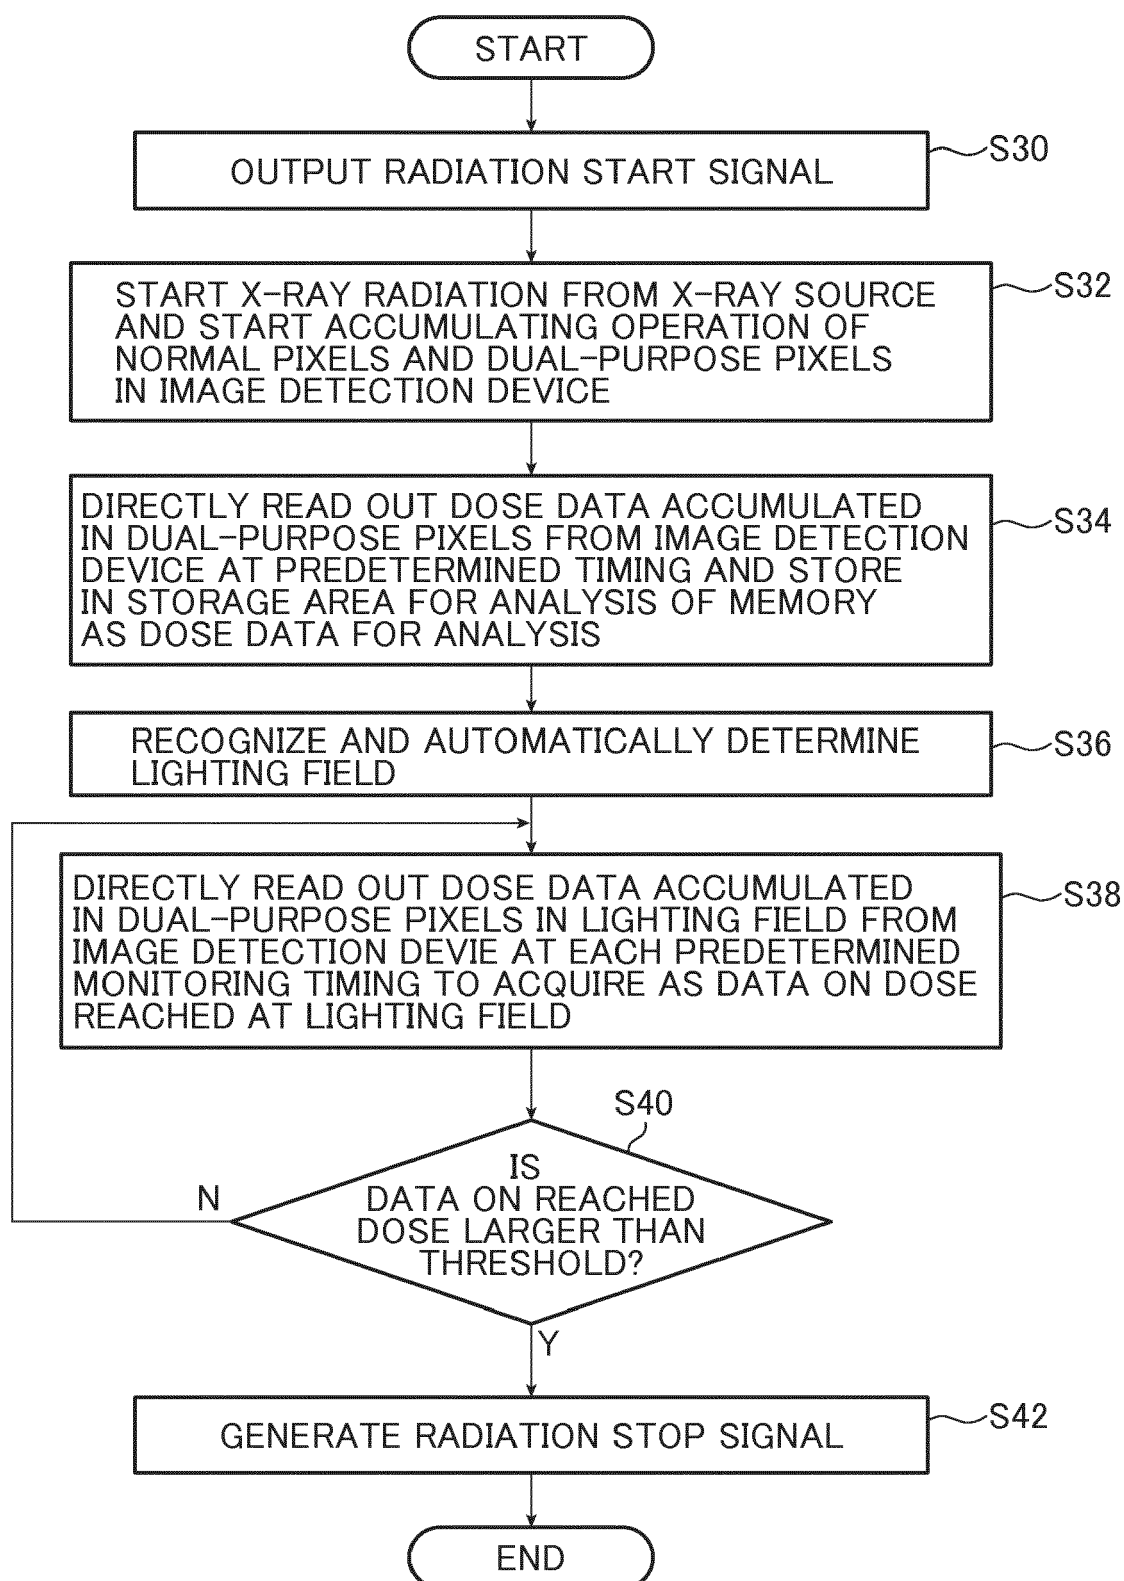 START
OUTPUT RADIATION START SIGNAL
S30
START X-RAY RADIATION FROM X-RAY SOURCE
AND START ACCUMULATING OPERATION OF
NORMAL PIXELS AND DUAL-PURPOSE PIXELS
IN IMAGE DETECTION DEVICE
S32
DIRECTLY READ OUT DOSE DATA ACCUMULATED
IN DUAL-PURPOSE PIXELS FROM IMAGE DETECTION
DEVICE AT PREDETERMINED TIMING AND STORE
IN STORAGE AREA FOR ANALYSIS OF MEMORY
AS DOSE DATA FOR ANALYSIS
S34
RECOGNIZE AND AUTOMATICALLY DETERMINE
LIGHTING FIELD
S36
DIRECTLY READ OUT DOSE DATA ACCUMULATED
IN DUAL-PURPOSE PIXELS IN LIGHTING FIELD FROM
IMAGE DETECTION DEVIE AT EACH PREDETERMINED
MONITORING TIMING TO ACQUIRE AS DATA ON DOSE
REACHED AT LIGHTING FIELD
S38
S40
IS
DATA ON REACHED
DOSE LARGER THAN
THRESHOLD?
N
Y
GENERATE RADIATION STOP SIGNAL
S42
END